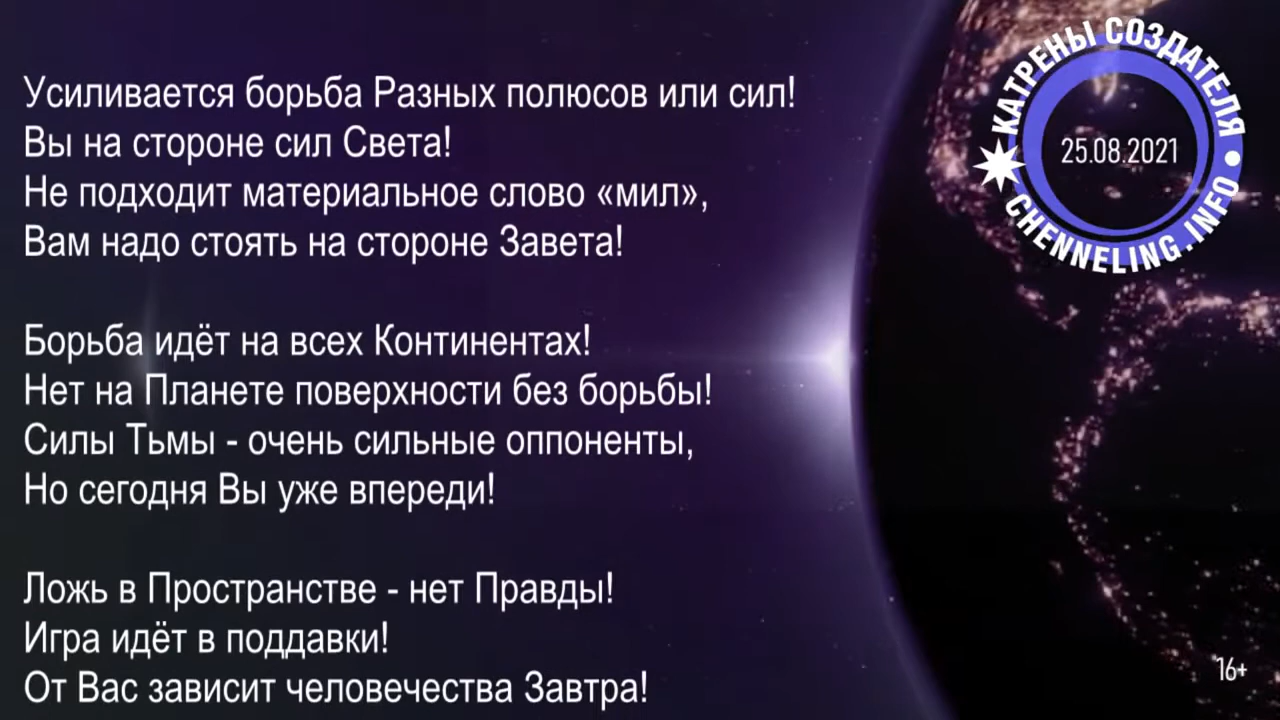 Усиливается борьба Разных полюсов или сил!
Вы на стороне сил Света!
Не подходит материальное слово «мил»,
Вам надо стоять на стороне Завета!
Борьба идёт на всех Континентах!
Нет на Планете поверхности без борьбы!
Силы Тьмы - очень сильные оппоненты,
Но сегодня Вы уже впереди!
Ложь в Пространстве - нет Правды!
Игра идёт в поддавки!
От Вас зависит человечества Завтра!
КАТРЕНЫ СОЗДАТЕЛЯ •
25.08.2021
CHENNELING.INFO
16+